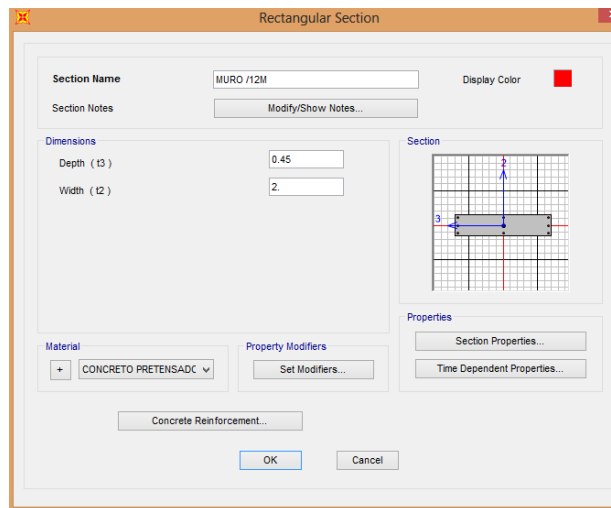 Rectangular Section
Section Name
MURO /12M
Display Color
Section Notes
Modify/Show Notes...
Dimensions
Depth ( t3 )
0.45
Width ( t2 )
2.
Section
2
3
Properties
Section Properties...
Time Dependent Properties...
Material
+
CONCRETO PRETENSADC
Property Modifiers
Set Modifiers...
Concrete Reinforcement...
OK
Cancel